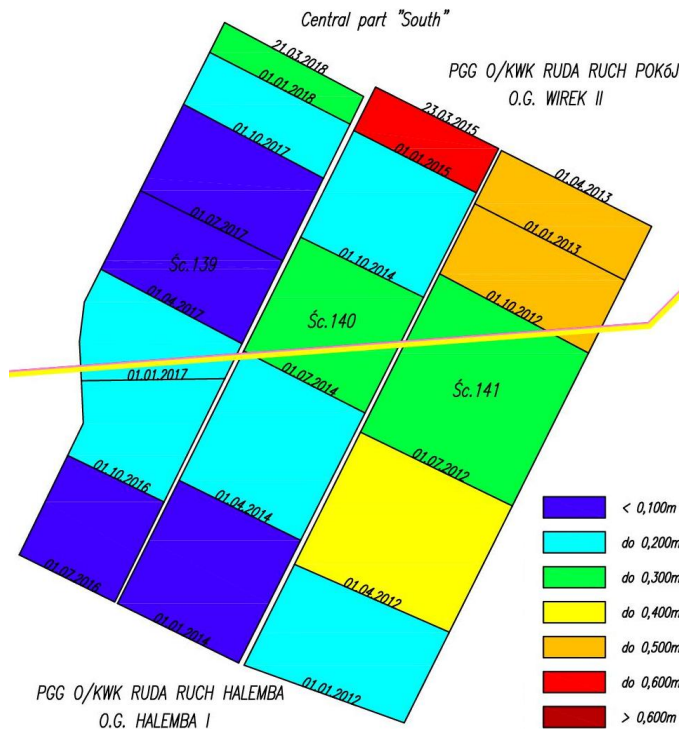 Central part "South"
PGG O/KWK RUDA RUCH POKÓJ
O.G. WIREK II
21.03.2018
01.01.2018
01.10.2017
01.07.2017
Śc.139
01.04.2017
01.01.2017
01.10.2016
01.07.2016
23.03.2015
01.01.2015
01.10.2014
Śc.140
01.07.2014
01.04.2014
01.01.2014
01.04.2013
01.01.2013
01.10.2012
Śc.141
01.07.2012
01.04.2012
01.01.2012
< 0,100m
do 0,200m
do 0,300m
do 0,400m
do 0,500m
do 0,600m
> 0,600m
PGG O/KWK RUDA RUCH HALEMBA
O.G. HALEMBA I